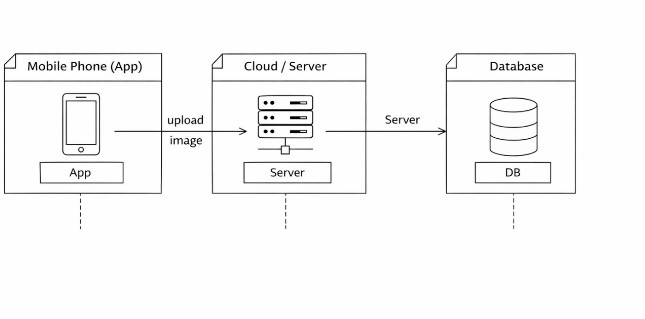 Mobile Phone (App)
Cloud / Server
Database
upload
image
Server
App
Server
DB